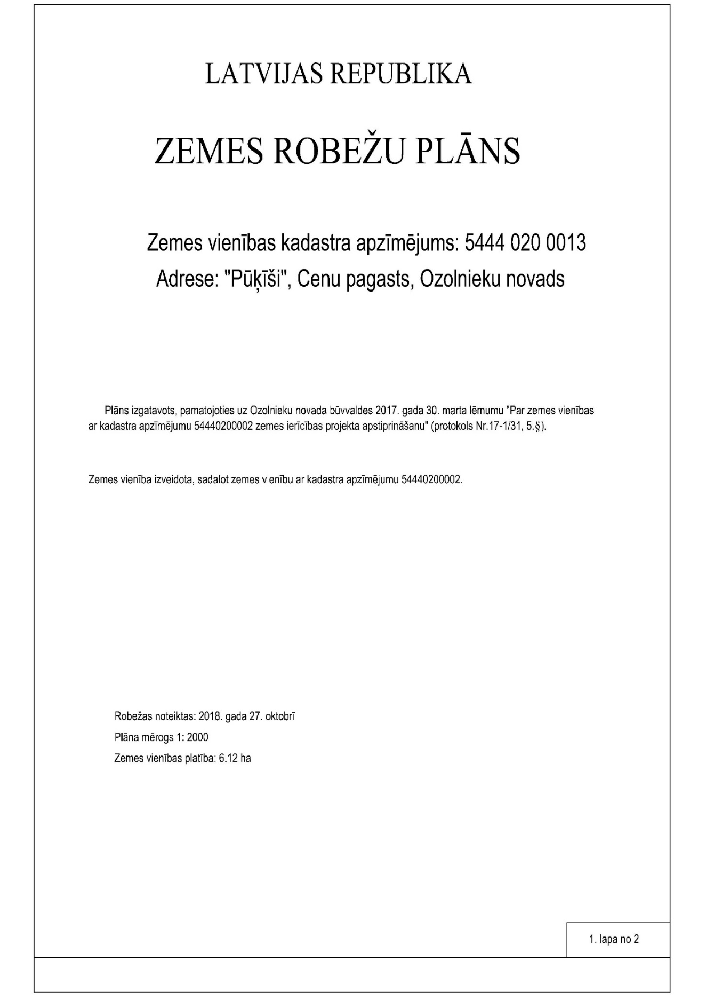 LATVIJAS REPUBLIKA
ZEMES ROBEŽU PLĀNS
Zemes vienības kadastra apzīmējums: 5444 020 0013
Adrese: "Pūķīši", Cenu pagasts, Ozolnieku novads
Plāns izgatavots, pamatojoties uz Ozolnieku novada būvvaldes 2017. gada 30. marta lēmumu "Par zemes vienības
ar kadastra apzīmējumu 54440200002 zemes ierīcības projekta apstiprināšanu" (protokols Nr.17-1/31, 5.§).
Zemes vienība izveidota, sadalot zemes vienību ar kadastra apzīmējumu 54440200002.
Robežas noteiktas: 2018. gada 27. oktobrī
Plāna mērogs 1: 2000
Zemes vienības platība: 6.12 ha
1. lapa no 2